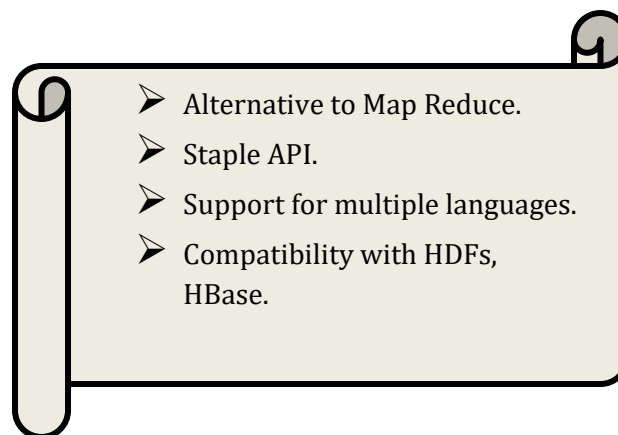 ➢ Alternative to Map Reduce.
➢ Staple API.
➢ Support for multiple languages.
➢ Compatibility with HDFs,
HBase.